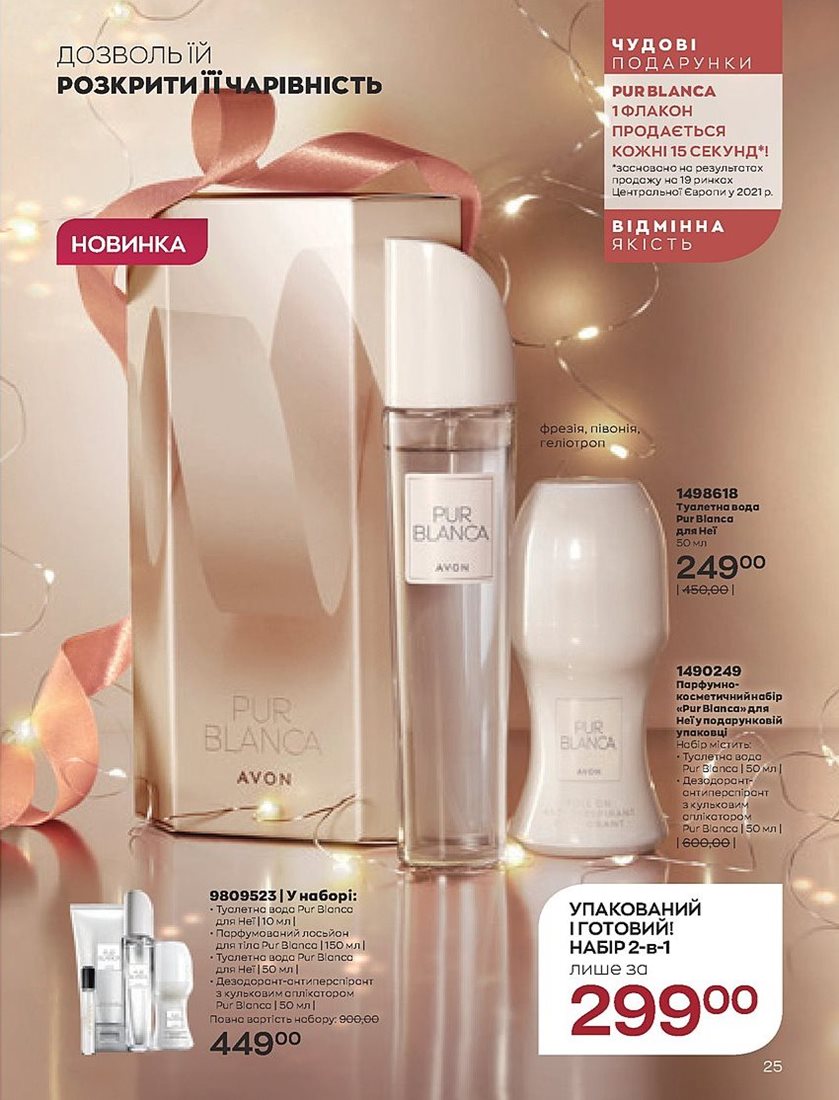 ДОЗВОЛЬ ЇЙ
РОЗКРИТИ ЇЇ ЧАРІВНІСТЬ
ЧУДОВІ
ПОДАРУНКИ
PUR BLANCA
1 ФЛАКОН
ПРОДАЄТЬСЯ
КОЖНІ 15 СЕКУНД*!
*засновано на результатах
продажу на 19 ринках
Центральної Європи у 2021 р.
ВІДМІННА
ЯКІСТЬ
НОВИНКА
фрезія, півонія,
геліотроп
PUR
BLANCA
AVON
PUR
BLANCA
AVON
PUR
BLANCA
AVON
1498618
Туалетна вода
Pur Blanca
для Неї
50 мл
249⁰⁰
| 450,00 |
1490249
Парфумно-
косметичний набір
«Pur Blanca» для
Неї у подарунковій
упаковці
Набір містить:
• Туалетна вода
Pur Blanca | 50 мл |
• Дезодорант-
антиперспірант
з кульковим
аплікатором
Pur Blanca | 50 мл |
| 600,00 |
9809523 | У наборі:
• Туалетна вода Pur Blanca
для Неї | 10 мл |
• Парфумований лосьйон
для тіла Pur Blanca | 150 мл |
• Туалетна вода Pur Blanca
для Неї | 50 мл |
• Дезодорант-антиперспірант
з кульковим аплікатором
Pur Blanca | 50 мл |
Повна вартість набору: 900,00
449⁰⁰
УПАКОВАНИЙ
І ГОТОВИЙ!
НАБІР 2-в-1
лише за
299⁰⁰
25